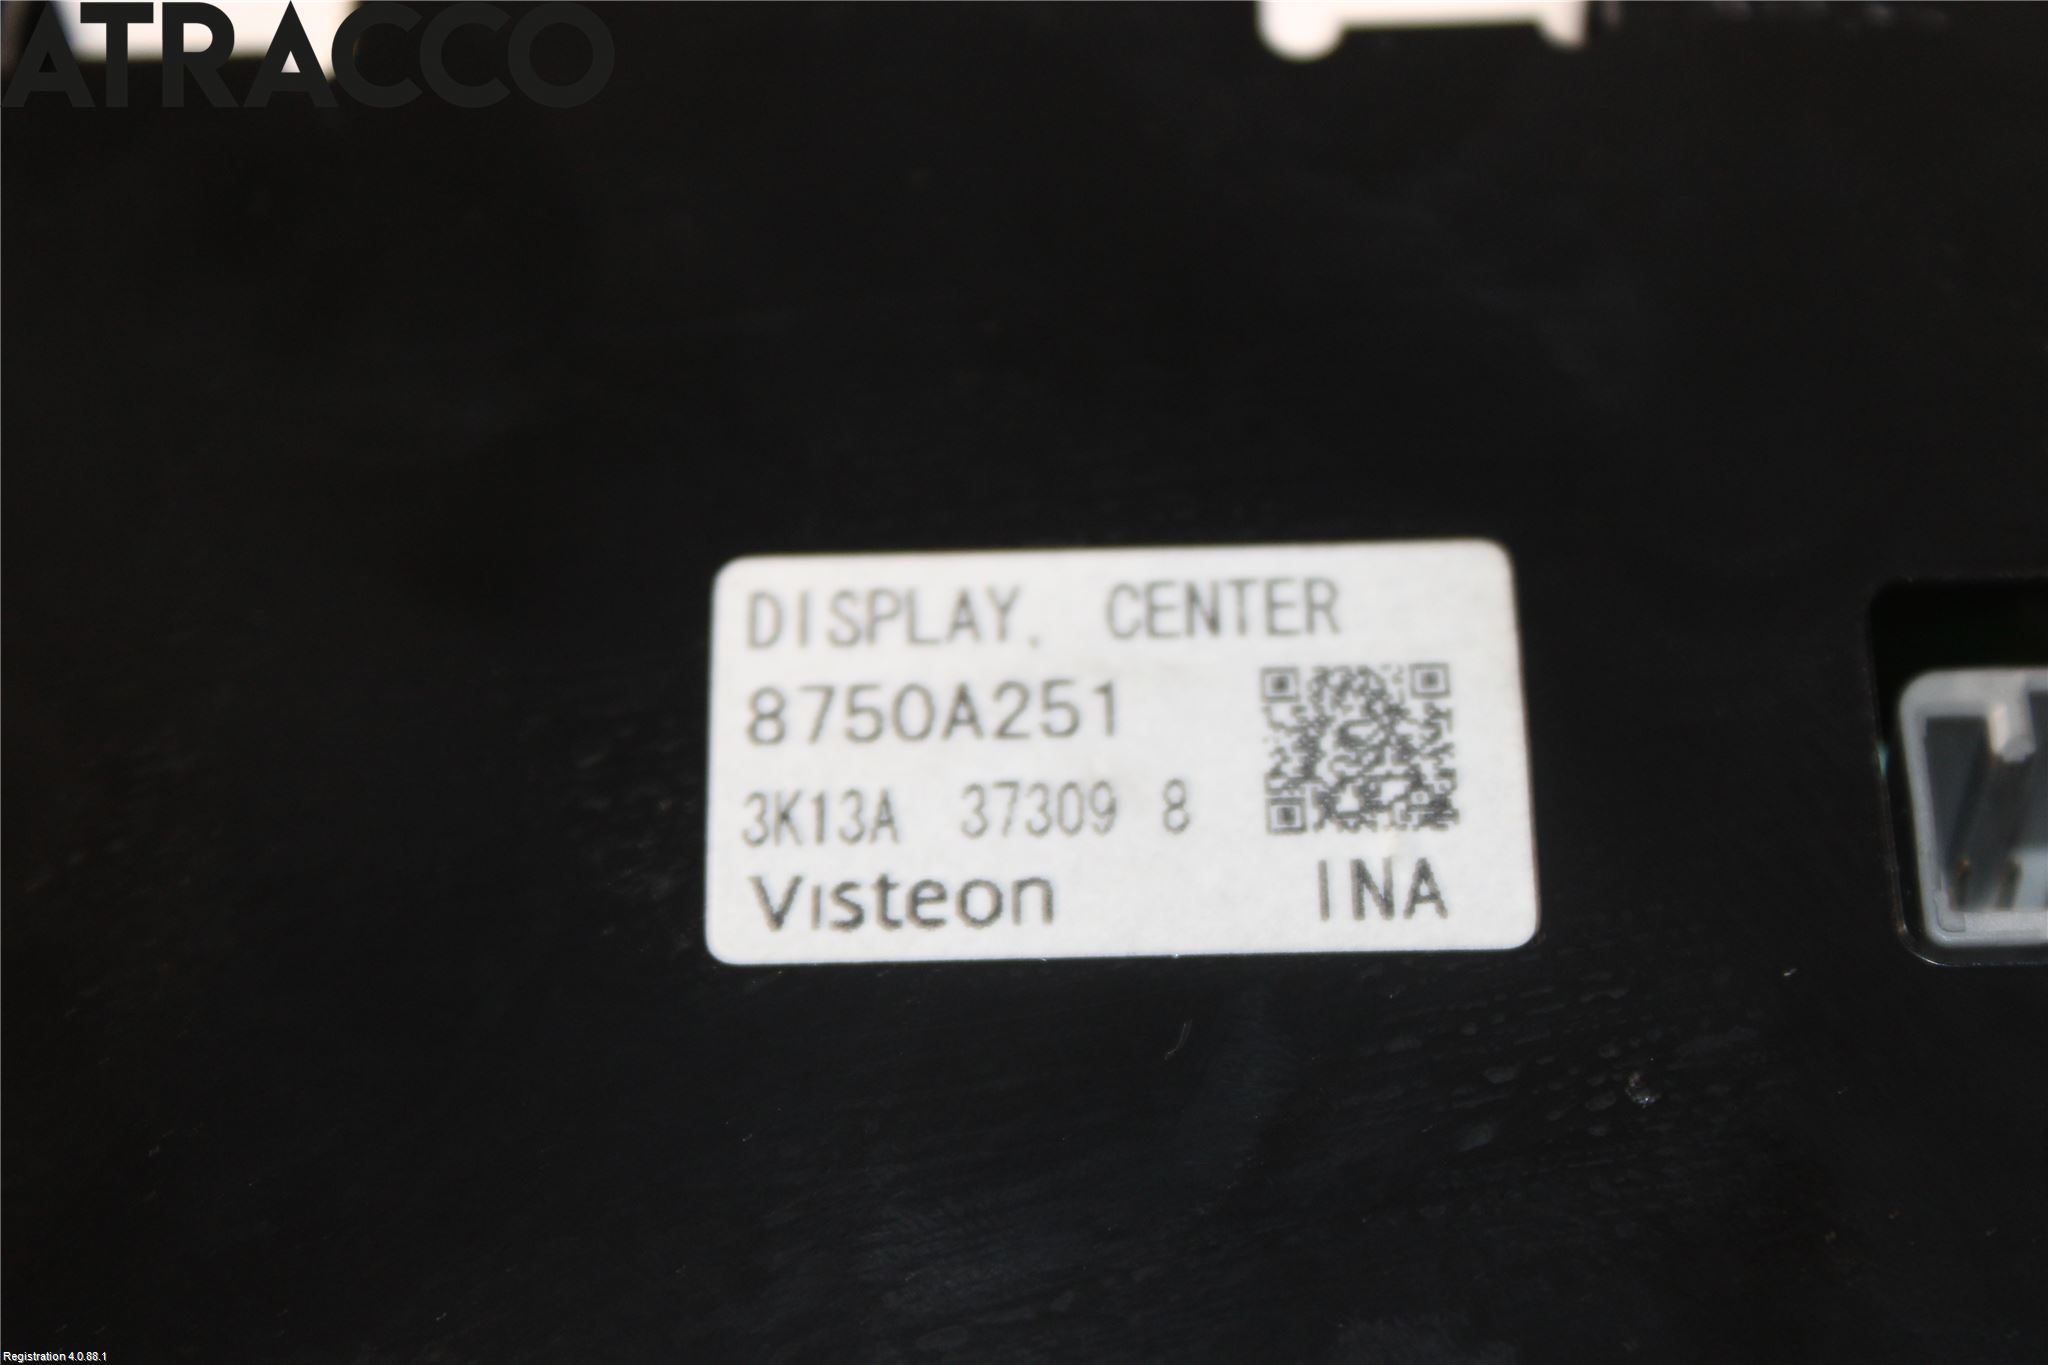 ATRACCO
DISPLAY, CENTER
8750A251
3K13A 37309 8
Visteon INA
Registration 4.0.88.1